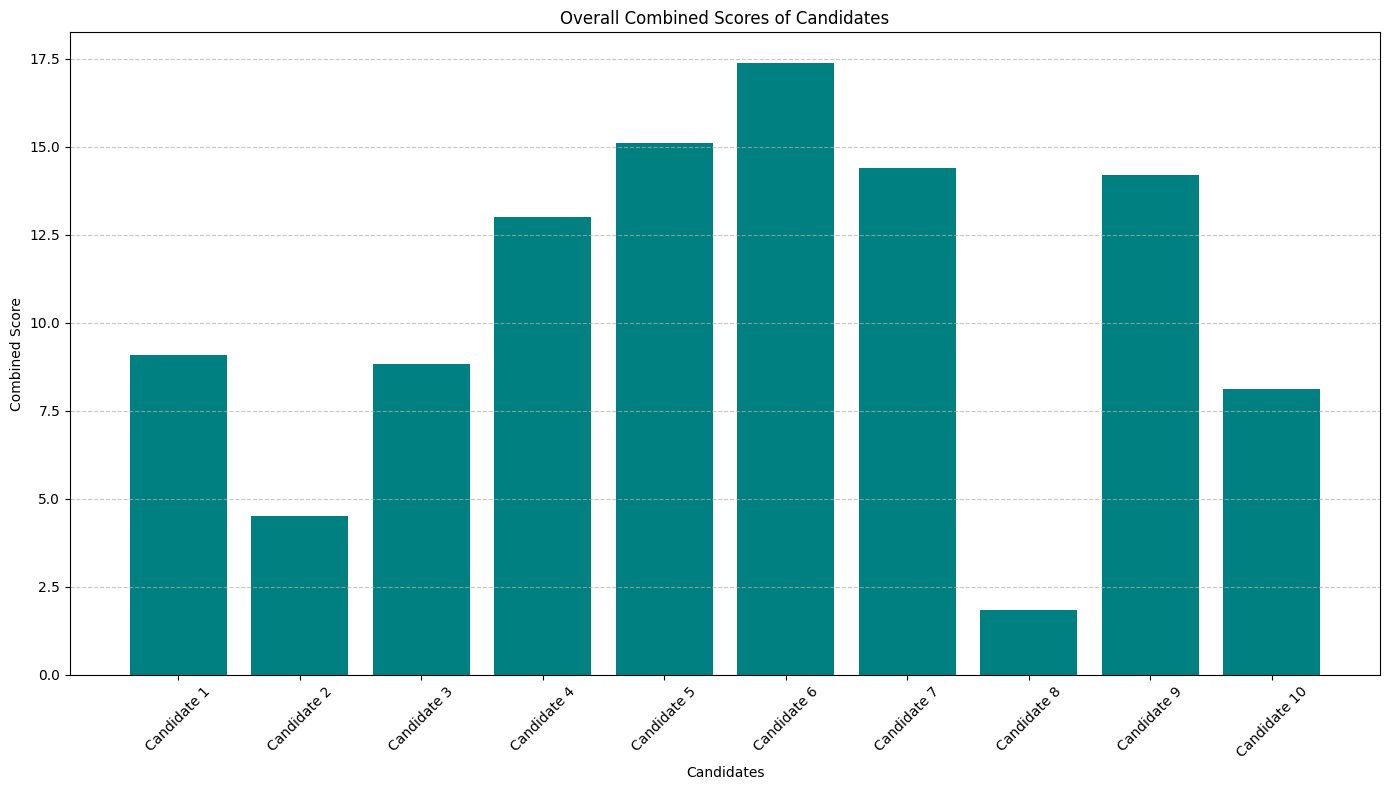 Overall Combined Scores of Candidates
Combined Score
17.5
15.0
12.5
10.0
7.5
5.0
2.5
0.0
Candidate 1
Candidate 2
Candidate 3
Candidate 4
Candidate 5
Candidate 6
Candidate 7
Candidate 8
Candidate 9
Candidate 10
Candidates